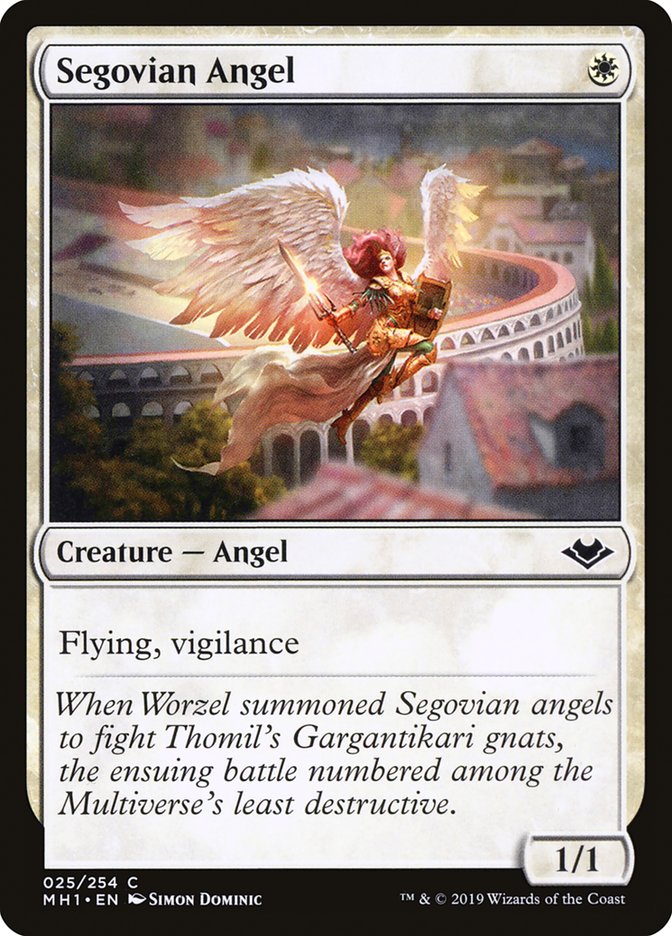 Segovian Angel
Creature — Angel
Flying, vigilance
When Worzel summoned Segovian angels
to fight Thomil's Gargantikari gnats,
the ensuing battle numbered among the
Multiverse's least destructive.
1/1
025/254 C
MH1 • EN Simon Dominic
™ & © 2019 Wizards of the Coast